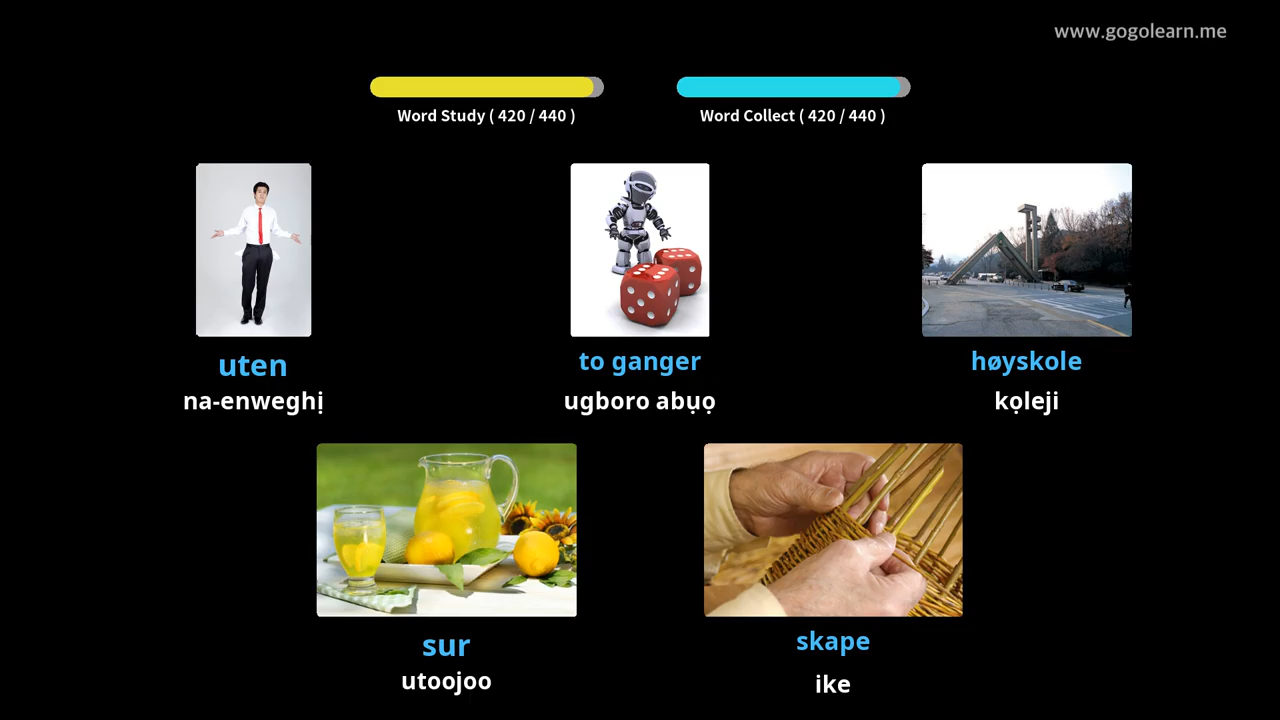 www.gogolearn.me
Word Study ( 420 / 440 )
Word Collect ( 420 / 440 )
uten
na-enweghị
to ganger
ugboro abụọ
høyskole
kọleji
sur
utoojoo
skape
ike